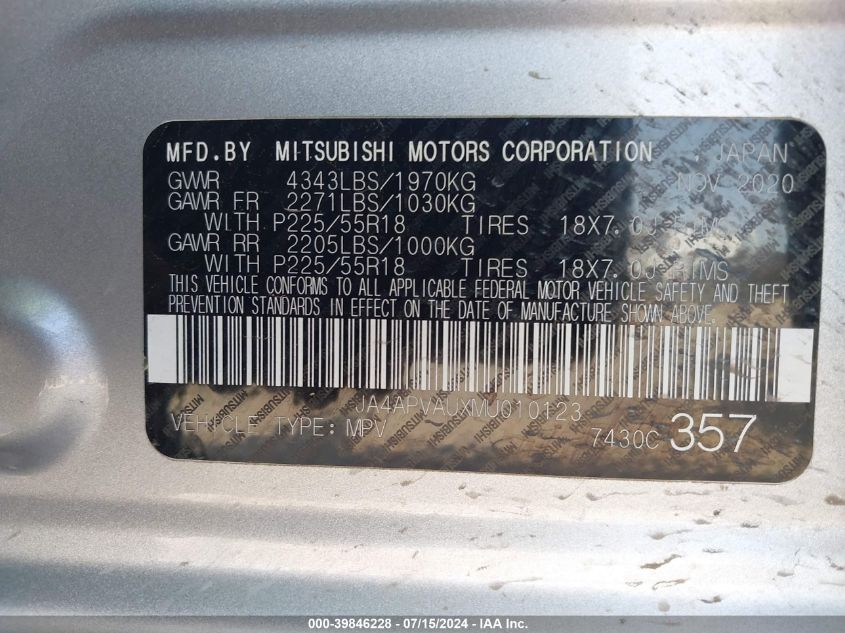 MFD.BY MITSUBISHI MOTORS CORPORATION JAPAN
GVWR 4343LBS/1970KG NOV 2020
GAWR FR 2271LBS/1030KG
WITH P225/55R18 TIRES 18X7.0J RIMS
GAWR RR 2205LBS/1000KG
WITH P225/55R18 TIRES 18X7.0J RIMS
THIS VEHICLE CONFORMS TO ALL APPLICABLE FEDERAL MOTOR VEHICLE SAFETY AND THEFT
PREVENTION STANDARDS IN EFFECT ON THE DATE OF MANUFACTURE SHOWN ABOVE.
JA4APVAUXMU010123
VEHICLE TYPE: MPV 7430C 357
000-39846228 - 07/15/2024 - www.iaai.com